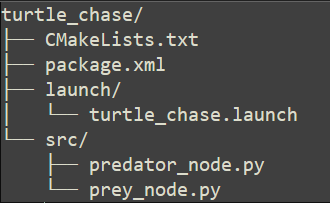 turtle_chase/
├── CMakeLists.txt
├── package.xml
├── launch/
│   └── turtle_chase.launch
└── src/
    ├── predator_node.py
    └── prey_node.py